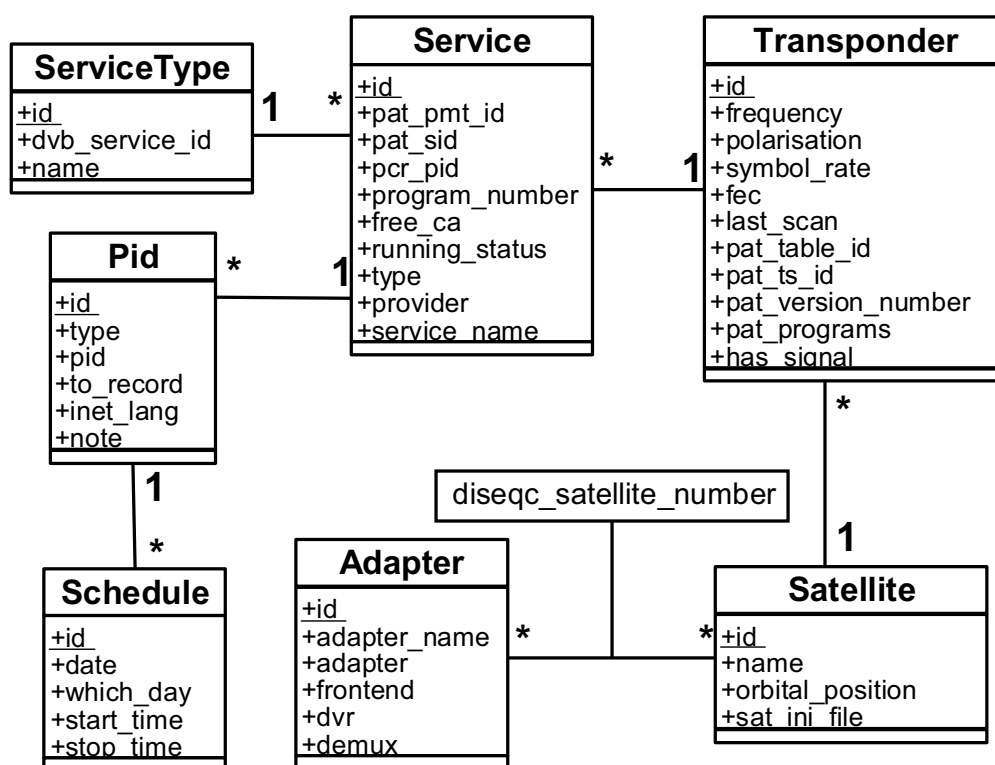 ServiceType
+id
+dvb_service_id
+name
1
*
Service
+id
+pat_pmt_id
+pat_sid
+pcr_pid
+program_number
+free_ca
+running_status
+type
+provider
+service_name
*
1
Transponder
+id
+frequency
+polarisation
+symbol_rate
+fec
+last_scan
+pat_table_id
+pat_ts_id
+pat_version_number
+pat_programs
+has_signal
Pid
+id
+type
+pid
+to_record
+inet_lang
+note
*
1
1
*
Schedule
+id
+date
+which_day
+start_time
+stop_time
diseqc_satellite_number
Adapter
+id
+adapter_name
+adapter
+frontend
+dvr
+demux
*
*
*
1
Satellite
+id
+name
+orbital_position
+sat_ini_file